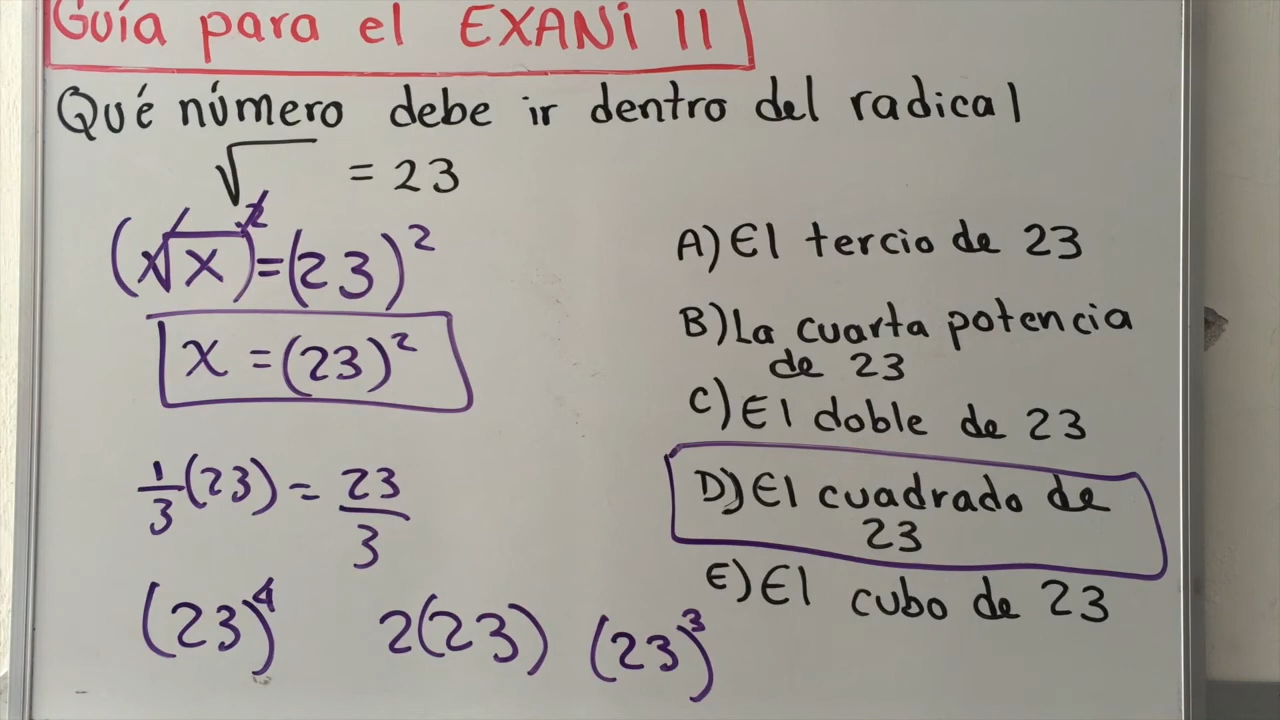 Guía para el EXANI II
Qué número debe ir dentro del radical
√ = 23
(√x)² = (23)²
x = (23)²
1/3 (23) = 23/3
(23)⁴ 2(23) (23)³
A) El tercio de 23
B) La cuarta potencia
de 23
C) El doble de 23
D) El cuadrado de
23
E) El cubo de 23